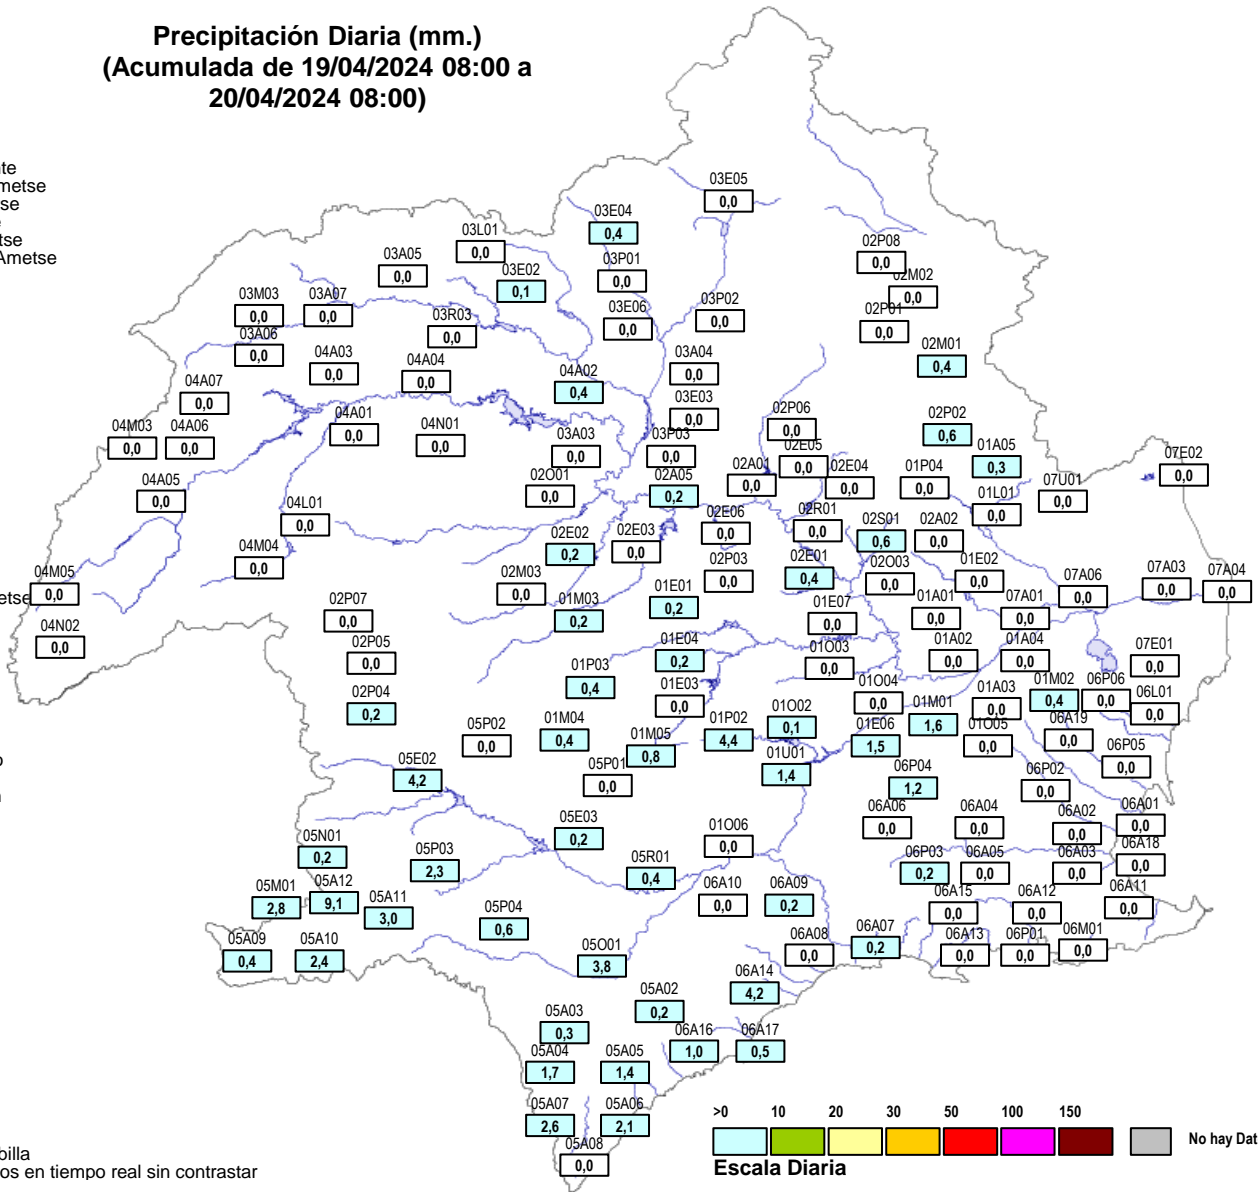 Precipitación Diaria (mm.)
(Acumulada de 19/04/2024 08:00 a
20/04/2024 08:00)
nte
metse
se
e
tse
Ametse
03E05
0,0
03E04
0,4
03L01
0,0
03A05
0,0
03E02
0,1
03P01
0,0
02P08
0,0
02M02
0,0
03M03
0,0
03A07
0,0
03R03
0,0
03E06
0,0
03P02
0,0
02P01
0,0
03A06
0,0
04A03
0,0
04A04
0,0
04A02
0,4
03A04
0,0
02M01
0,4
04A07
0,0
03E03
0,0
04M03
0,0
04A06
0,0
04A01
0,0
04N01
0,0
03A03
0,0
03P03
0,0
02P06
0,0
02P02
0,6
02E05
0,0
01A05
0,3
07E02
0,0
04A05
0,0
02O01
0,0
02A05
0,2
02A01
0,0
02E04
0,0
01P04
0,0
07U01
0,0
01L01
0,0
04L01
0,0
02E02
0,2
02E03
0,0
02E06
0,0
02R01
0,0
02S01
0,6
02A02
0,0
04M04
0,0
04M05
0,0
etse
02M03
0,0
02P03
0,0
02E01
0,4
02O03
0,0
01E02
0,0
07A06
0,0
07A03
0,0
07A04
0,0
01M03
0,2
01E01
0,2
01E07
0,0
01A01
0,0
07A01
0,0
04N02
0,0
02P07
0,0
02P05
0,0
01E04
0,2
01O03
0,0
01A02
0,0
01A04
0,0
07E01
0,0
02P04
0,2
01P03
0,4
01E03
0,0
01O04
0,0
01A03
0,0
01M02
0,4
06P06
0,0
06L01
0,0
05P02
0,0
01M04
0,4
01M05
0,8
01P02
4,4
01O02
0,1
01E06
1,5
01M01
1,6
01O05
0,0
06A19
0,0
o
05E02
4,2
05P01
0,0
01U01
1,4
06P04
1,2
06P02
0,0
06P05
0,0
05E03
0,2
01O06
0,0
06A06
0,0
06A04
0,0
06A02
0,0
06A01
0,0
05N01
0,2
05P03
2,3
05R01
0,4
06P03
0,2
06A05
0,0
06A03
0,0
06A18
0,0
05M01
2,8
05A12
9,1
05A11
3,0
05P04
0,6
06A10
0,0
06A09
0,2
06A15
0,0
06A12
0,0
06A11
0,0
05A09
0,4
05A10
2,4
05O01
3,8
06A08
0,0
06A07
0,2
06A13
0,0
06P01
0,0
06M01
0,0
06A14
4,2
05A02
0,2
05A03
0,3
06A16
1,0
06A17
0,5
05A04
1,7
05A05
1,4
05A07
2,6
05A06
2,1
05A08
0,0
>0 10 20 30 50 100 150
No hay Dat
Escala Diaria
billa
os en tiempo real sin contrastar